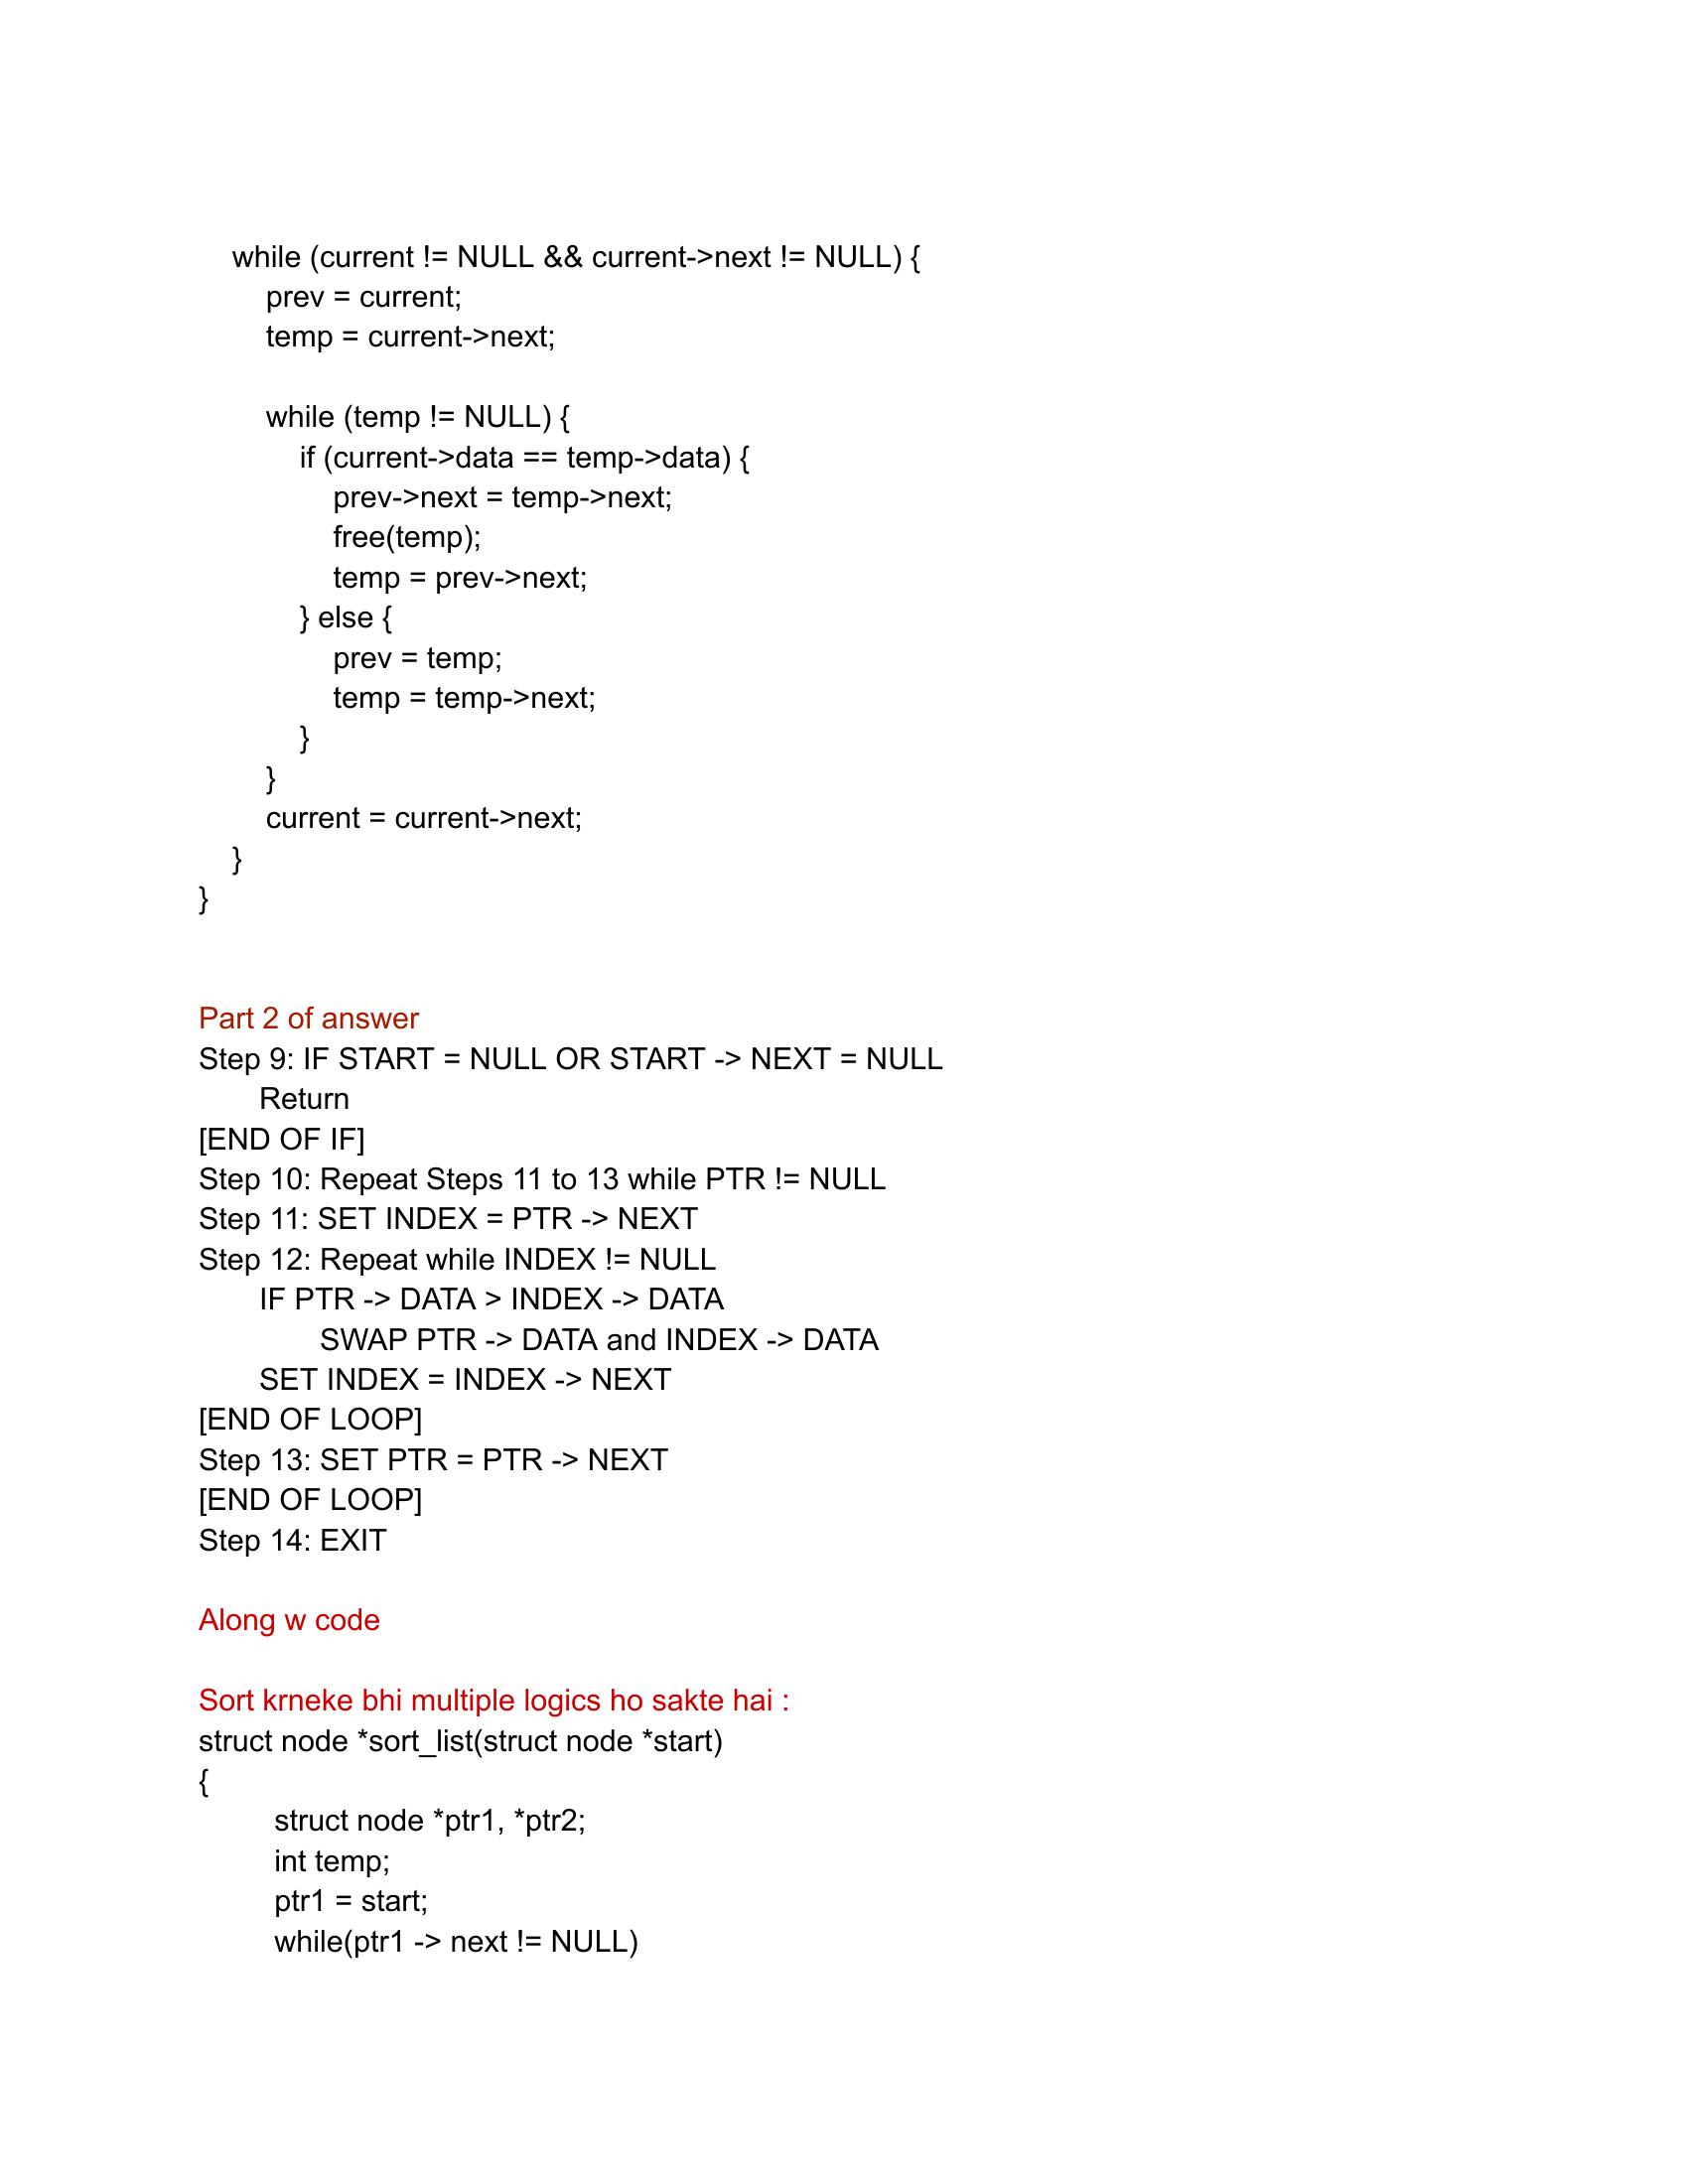 while (current != NULL && current->next != NULL) {
prev = current;
temp = current->next;
while (temp != NULL) {
if (current->data == temp->data) {
prev->next = temp->next;
free(temp);
temp = prev->next;
} else {
prev = temp;
temp = temp->next;
}
}
current = current->next;
}
}
Part 2 of answer
Step 9: IF START = NULL OR START -> NEXT = NULL
Return
[END OF IF]
Step 10: Repeat Steps 11 to 13 while PTR != NULL
Step 11: SET INDEX = PTR -> NEXT
Step 12: Repeat while INDEX != NULL
IF PTR -> DATA > INDEX -> DATA
SWAP PTR -> DATA and INDEX -> DATA
SET INDEX = INDEX -> NEXT
[END OF LOOP]
Step 13: SET PTR = PTR -> NEXT
[END OF LOOP]
Step 14: EXIT
Along w code
Sort krneke bhi multiple logics ho sakte hai :
struct node *sort_list(struct node *start)
{
struct node *ptr1, *ptr2;
int temp;
ptr1 = start;
while(ptr1 -> next != NULL)